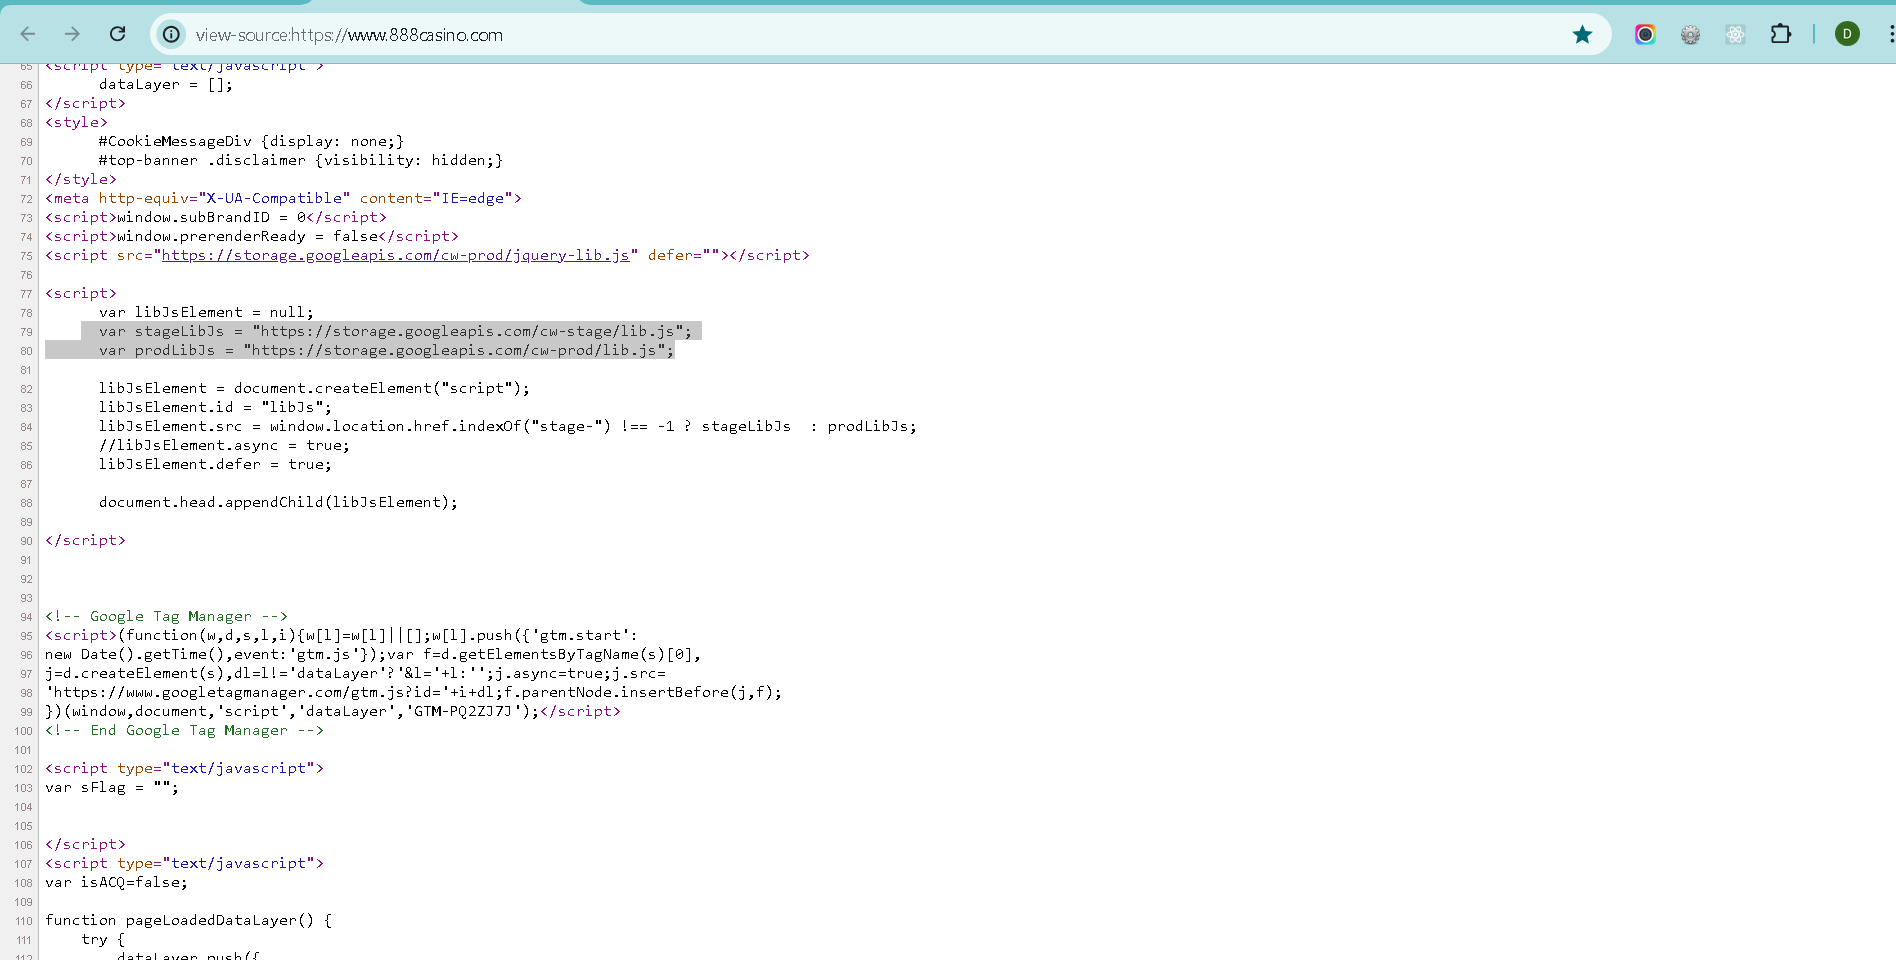 view-source:https://www.888casino.com
D
65 <script type="text/javascript">
66 dataLayer = [];
67 </script>
68 <style>
69 #CookieMessageDiv {display: none;}
70 #top-banner .disclaimer {visibility: hidden;}
71 </style>
72 <meta http-equiv="X-UA-Compatible" content="IE=edge">
73 <script>window.subBrandID = 0</script>
74 <script>window.prerenderReady = false</script>
75 <script src="https://storage.googleapis.com/cw-prod/jquery-lib.js" defer=""></script>
76
77 <script>
78 var libJsElement = null;
79 var stageLibJs = "https://storage.googleapis.com/cw-stage/lib.js";
80 var prodLibJs = "https://storage.googleapis.com/cw-prod/lib.js";
81
82 libJsElement = document.createElement("script");
83 libJsElement.id = "libJs";
84 libJsElement.src = window.location.href.indexOf("stage-") !== -1 ? stageLibJs  : prodLibJs;
85 //libJsElement.async = true;
86 libJsElement.defer = true;
87
88 document.head.appendChild(libJsElement);
89
90 </script>
91
92
93
94 <!-- Google Tag Manager -->
95 <script>(function(w,d,s,l,i){w[l]=w[l]||[];w[l].push({'gtm.start':
96 new Date().getTime(),event:'gtm.js'});var f=d.getElementsByTagName(s)[0],
97 j=d.createElement(s),dl=l!='dataLayer'?'&l='+l:'';j.async=true;j.src=
98 'https://www.googletagmanager.com/gtm.js?id='+i+dl;f.parentNode.insertBefore(j,f);
99 })(window,document,'script','dataLayer','GTM-PQ2ZJ7J');</script>
100 <!-- End Google Tag Manager -->
101
102 <script type="text/javascript">
103 var sFlag = "";
104
105
106 </script>
107 <script type="text/javascript">
108 var isACQ=false;
109
110 function pageLoadedDataLayer() {
111 try {
112 dataLayer.push({